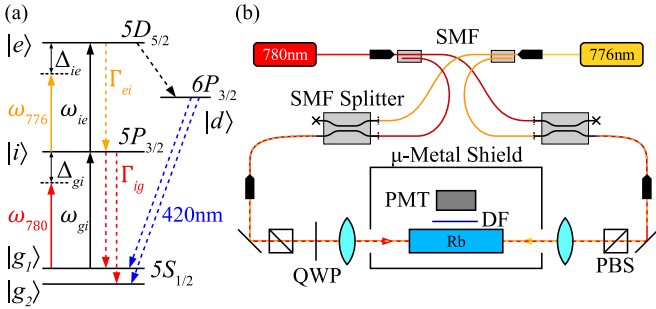 (a)
|e⟩
5D5/2
Δie
Γei
6P3/2
|d⟩
ω776
ωie
|i⟩
5P3/2
Δgi
Γig
420nm
ω780
ωgi
|g1⟩
5S1/2
|g2⟩
(b)
780nm
SMF
776nm
SMF Splitter
μ-Metal Shield
PMT
DF
Rb
QWP
PBS